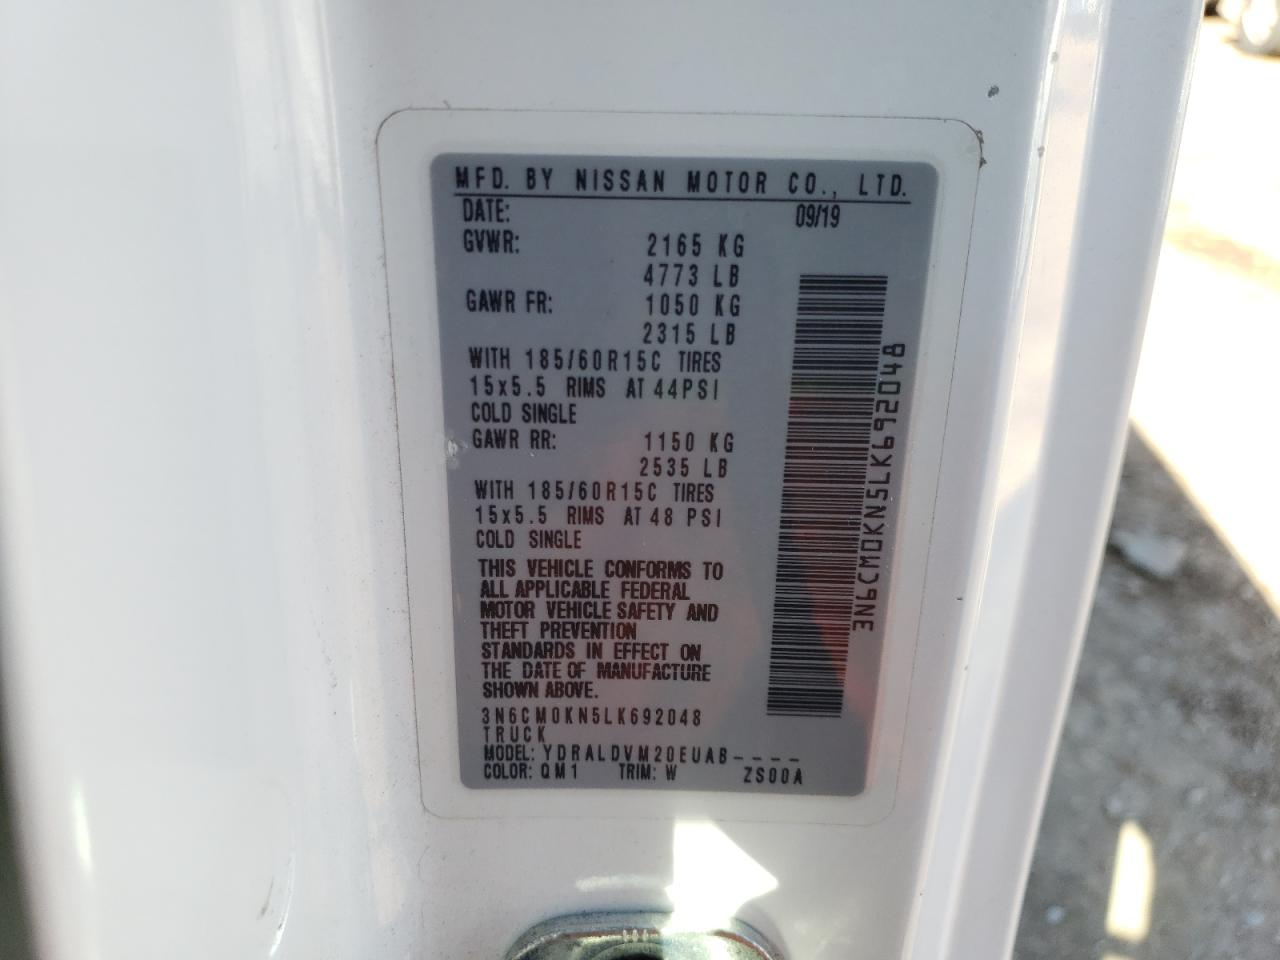 MFD. BY NISSAN MOTOR CO., LTD.
DATE: 09/19
GVWR: 2165 KG
4773 LB
GAWR FR: 1050 KG
2315 LB
WITH 185/60R15C TIRES
15x5.5 RIMS AT 44PSI
COLD SINGLE
GAWR RR: 1150 KG
2535 LB
WITH 185/60R15C TIRES
15x5.5 RIMS AT 48 PSI
COLD SINGLE
THIS VEHICLE CONFORMS TO
ALL APPLICABLE FEDERAL
MOTOR VEHICLE SAFETY AND
THEFT PREVENTION
STANDARDS IN EFFECT ON
THE DATE OF MANUFACTURE
SHOWN ABOVE.
3N6CM0KN5LK692048
TRUCK
MODEL: YDRALDVM20EUAB----
COLOR: QM1 TRIM: W ZS00A
3N6CM0KN5LK692048